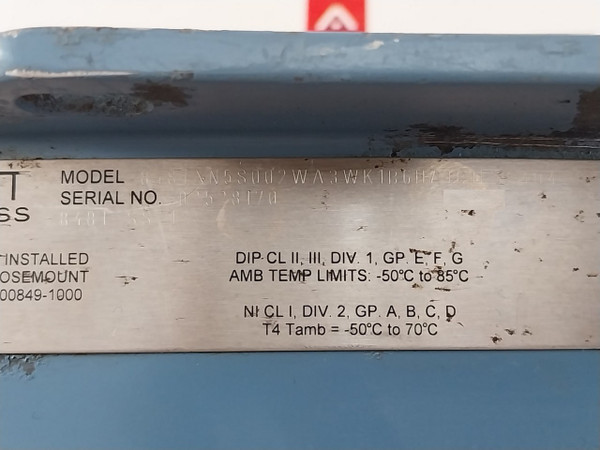 MODEL
SERIAL NO.
SS
INSTALLED
OSEMOUNT
00849-1000
DIP CL II, III, DIV. 1, GP. E, F, G
AMB TEMP LIMITS: -50°C to 85°C
NI CL I, DIV. 2, GP. A, B, C, D
T4 Tamb = -50°C to 70°C